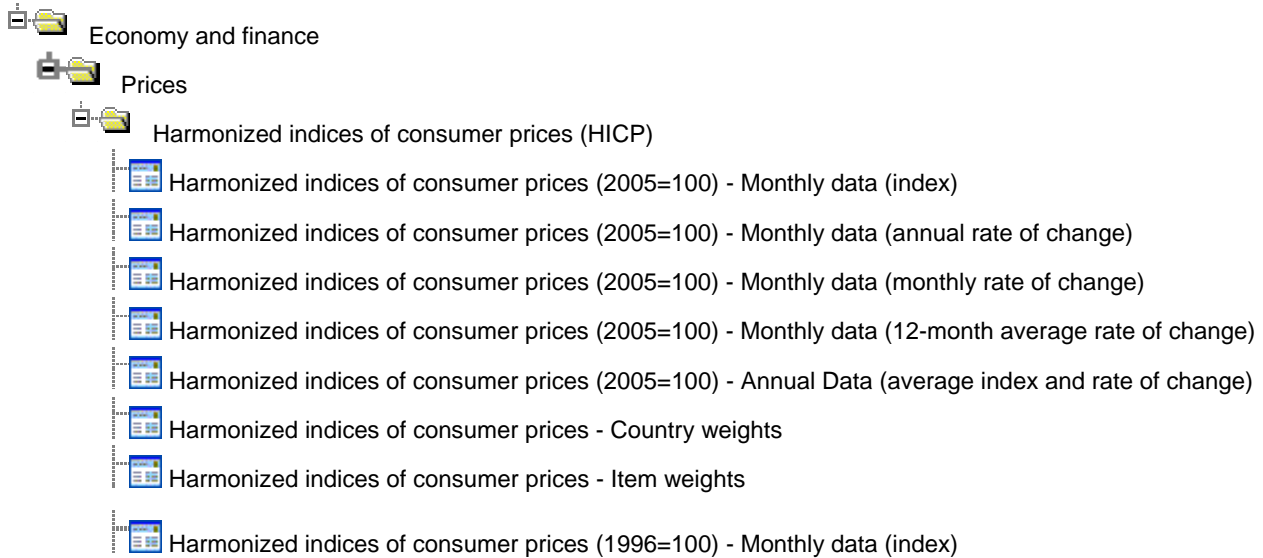 Economy and finance
Prices
Harmonized indices of consumer prices (HICP)
Harmonized indices of consumer prices (2005=100) - Monthly data (index)
Harmonized indices of consumer prices (2005=100) - Monthly data (annual rate of change)
Harmonized indices of consumer prices (2005=100) - Monthly data (monthly rate of change)
Harmonized indices of consumer prices (2005=100) - Monthly data (12-month average rate of change)
Harmonized indices of consumer prices (2005=100) - Annual Data (average index and rate of change)
Harmonized indices of consumer prices - Country weights
Harmonized indices of consumer prices - Item weights
Harmonized indices of consumer prices (1996=100) - Monthly data (index)